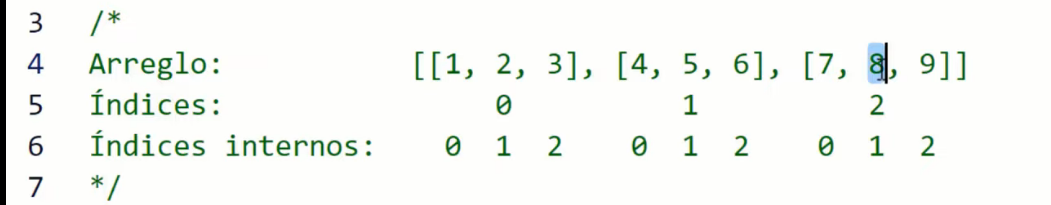 3 /*
4 Arreglo: [[1, 2, 3], [4, 5, 6], [7, 8, 9]]
5 Índices: 0 1 2
6 Índices internos: 0 1 2 0 1 2 0 1 2
7 */